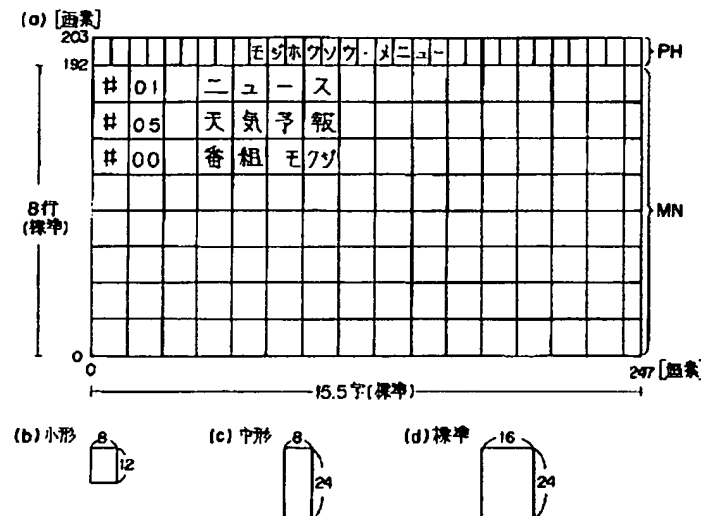 (a) [画素]
203
モジホウソウ・メニュー
PH
192
# 01 ニュース
# 05 天気予報
# 00 番組 モクジ
8行
(標準)
MN
0
0
247 [画素]
15.5字(標準)
(b) 小形 8
12
(c) 中形 8
24
(d) 標準 16
24